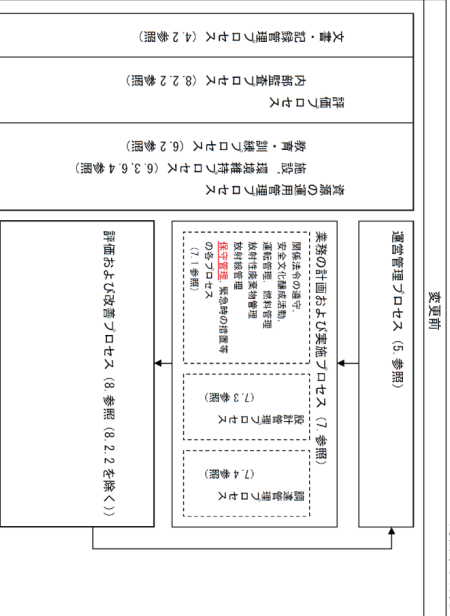 変更前
運営管理プロセス（5.参照）
業務の計画および実施プロセス（7.参照）
関係法令の遵守,
安全文化醸成活動,
運転管理, 燃料管理
放射性廃棄物管理
放射線管理
保守管理, 緊急時の措置等
の各プロセス
（7.1参照）
設計管理プロセス
（7.3参照）
調達管理プロセス
（7.4参照）
評価および改善プロセス（8.参照（8.2.2を除く））
資源の運用管理プロセス
施設, 環境維持プロセス（6.3,6.4参照）
教育・訓練プロセス（6.2参照）
評価プロセス
内部監査プロセス（8.2.2参照）
文書・記録管理プロセス（4.2参照）